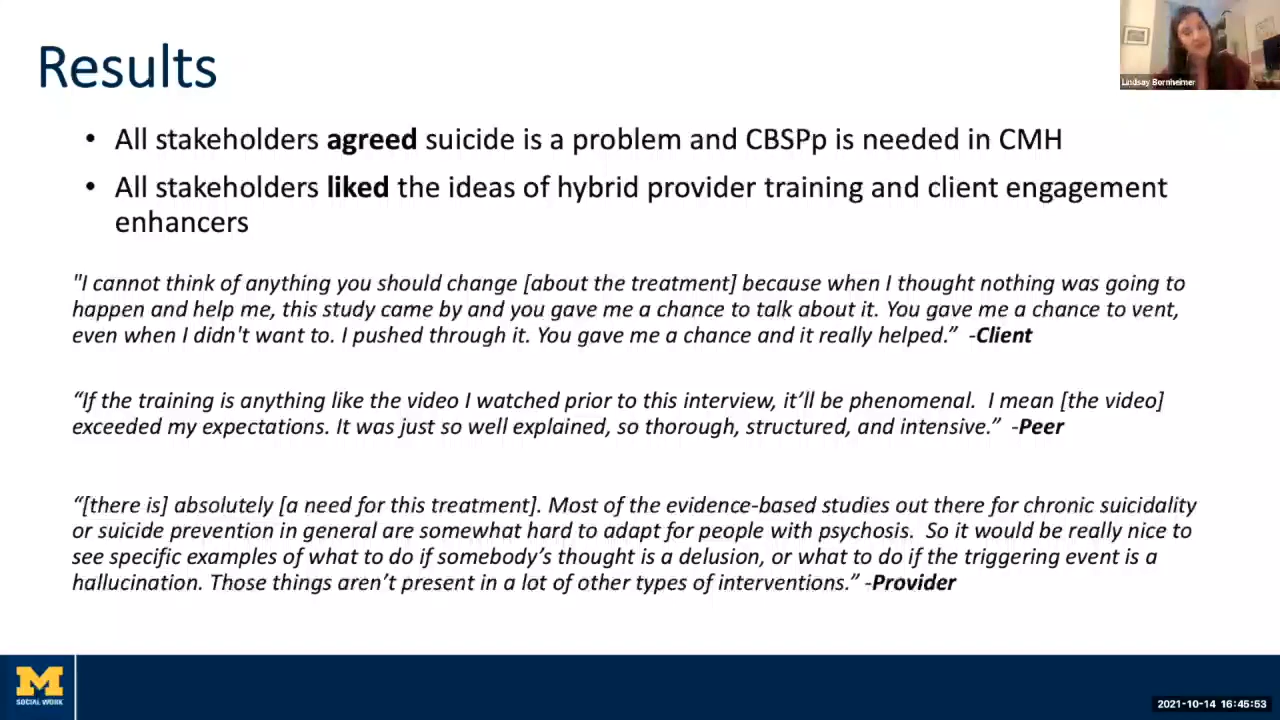 Results
Lindsay Bornheimer
• All stakeholders agreed suicide is a problem and CBSPp is needed in CMH
• All stakeholders liked the ideas of hybrid provider training and client engagement
enhancers
"I cannot think of anything you should change [about the treatment] because when I thought nothing was going to
happen and help me, this study came by and you gave me a chance to talk about it. You gave me a chance to vent,
even when I didn't want to. I pushed through it. You gave me a chance and it really helped.” -Client
“If the training is anything like the video I watched prior to this interview, it’ll be phenomenal.  I mean [the video]
exceeded my expectations. It was just so well explained, so thorough, structured, and intensive.” -Peer
“[there is] absolutely [a need for this treatment]. Most of the evidence-based studies out there for chronic suicidality
or suicide prevention in general are somewhat hard to adapt for people with psychosis.  So it would be really nice to
see specific examples of what to do if somebody’s thought is a delusion, or what to do if the triggering event is a
hallucination. Those things aren’t present in a lot of other types of interventions.” -Provider
M
SOCIAL WORK
2021-10-14 16:45:53